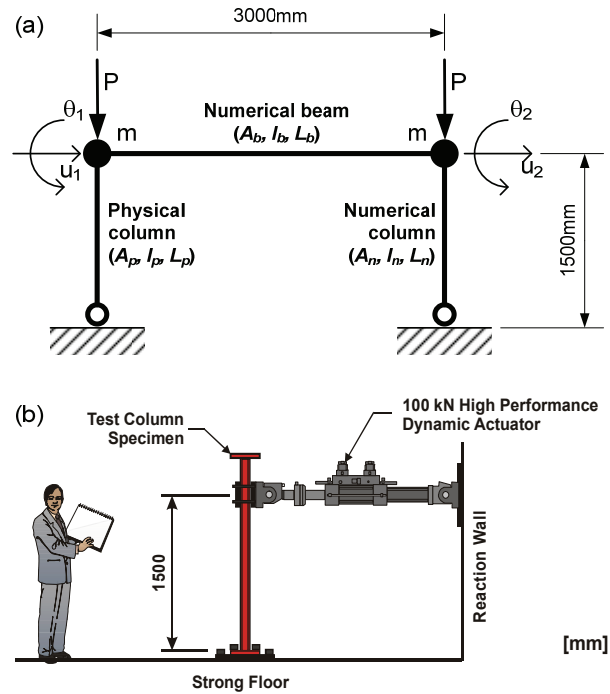 (a)
3000mm
P
P
θ1
θ2
Numerical beam
(Ab, Ib, Lb)
m
m
u1
u2
Physical
column
(Ap, Ip, Lp)
Numerical
column
(An, In, Ln)
1500mm
(b)
Test Column
Specimen
100 kN High Performance
Dynamic Actuator
1500
Reaction Wall
[mm]
Strong Floor